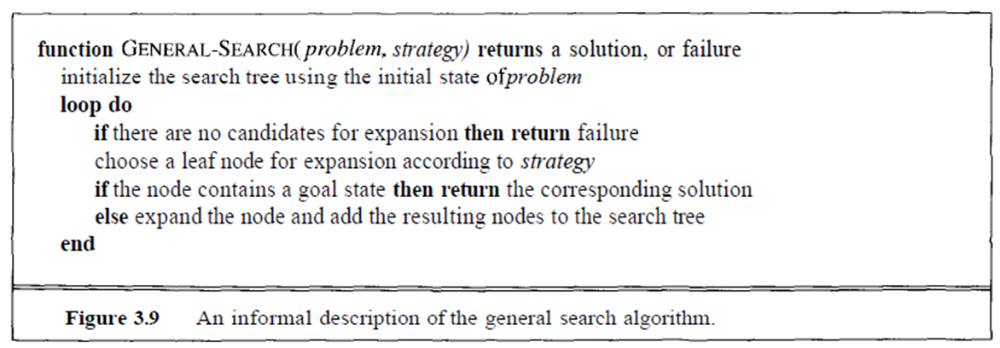 function GENERAL-SEARCH( problem, strategy) returns a solution, or failure
initialize the search tree using the initial state ofproblem
loop do
if there are no candidates for expansion then return failure
choose a leaf node for expansion according to strategy
if the node contains a goal state then return the corresponding solution
else expand the node and add the resulting nodes to the search tree
end
Figure 3.9 An informal description of the general search algorithm.